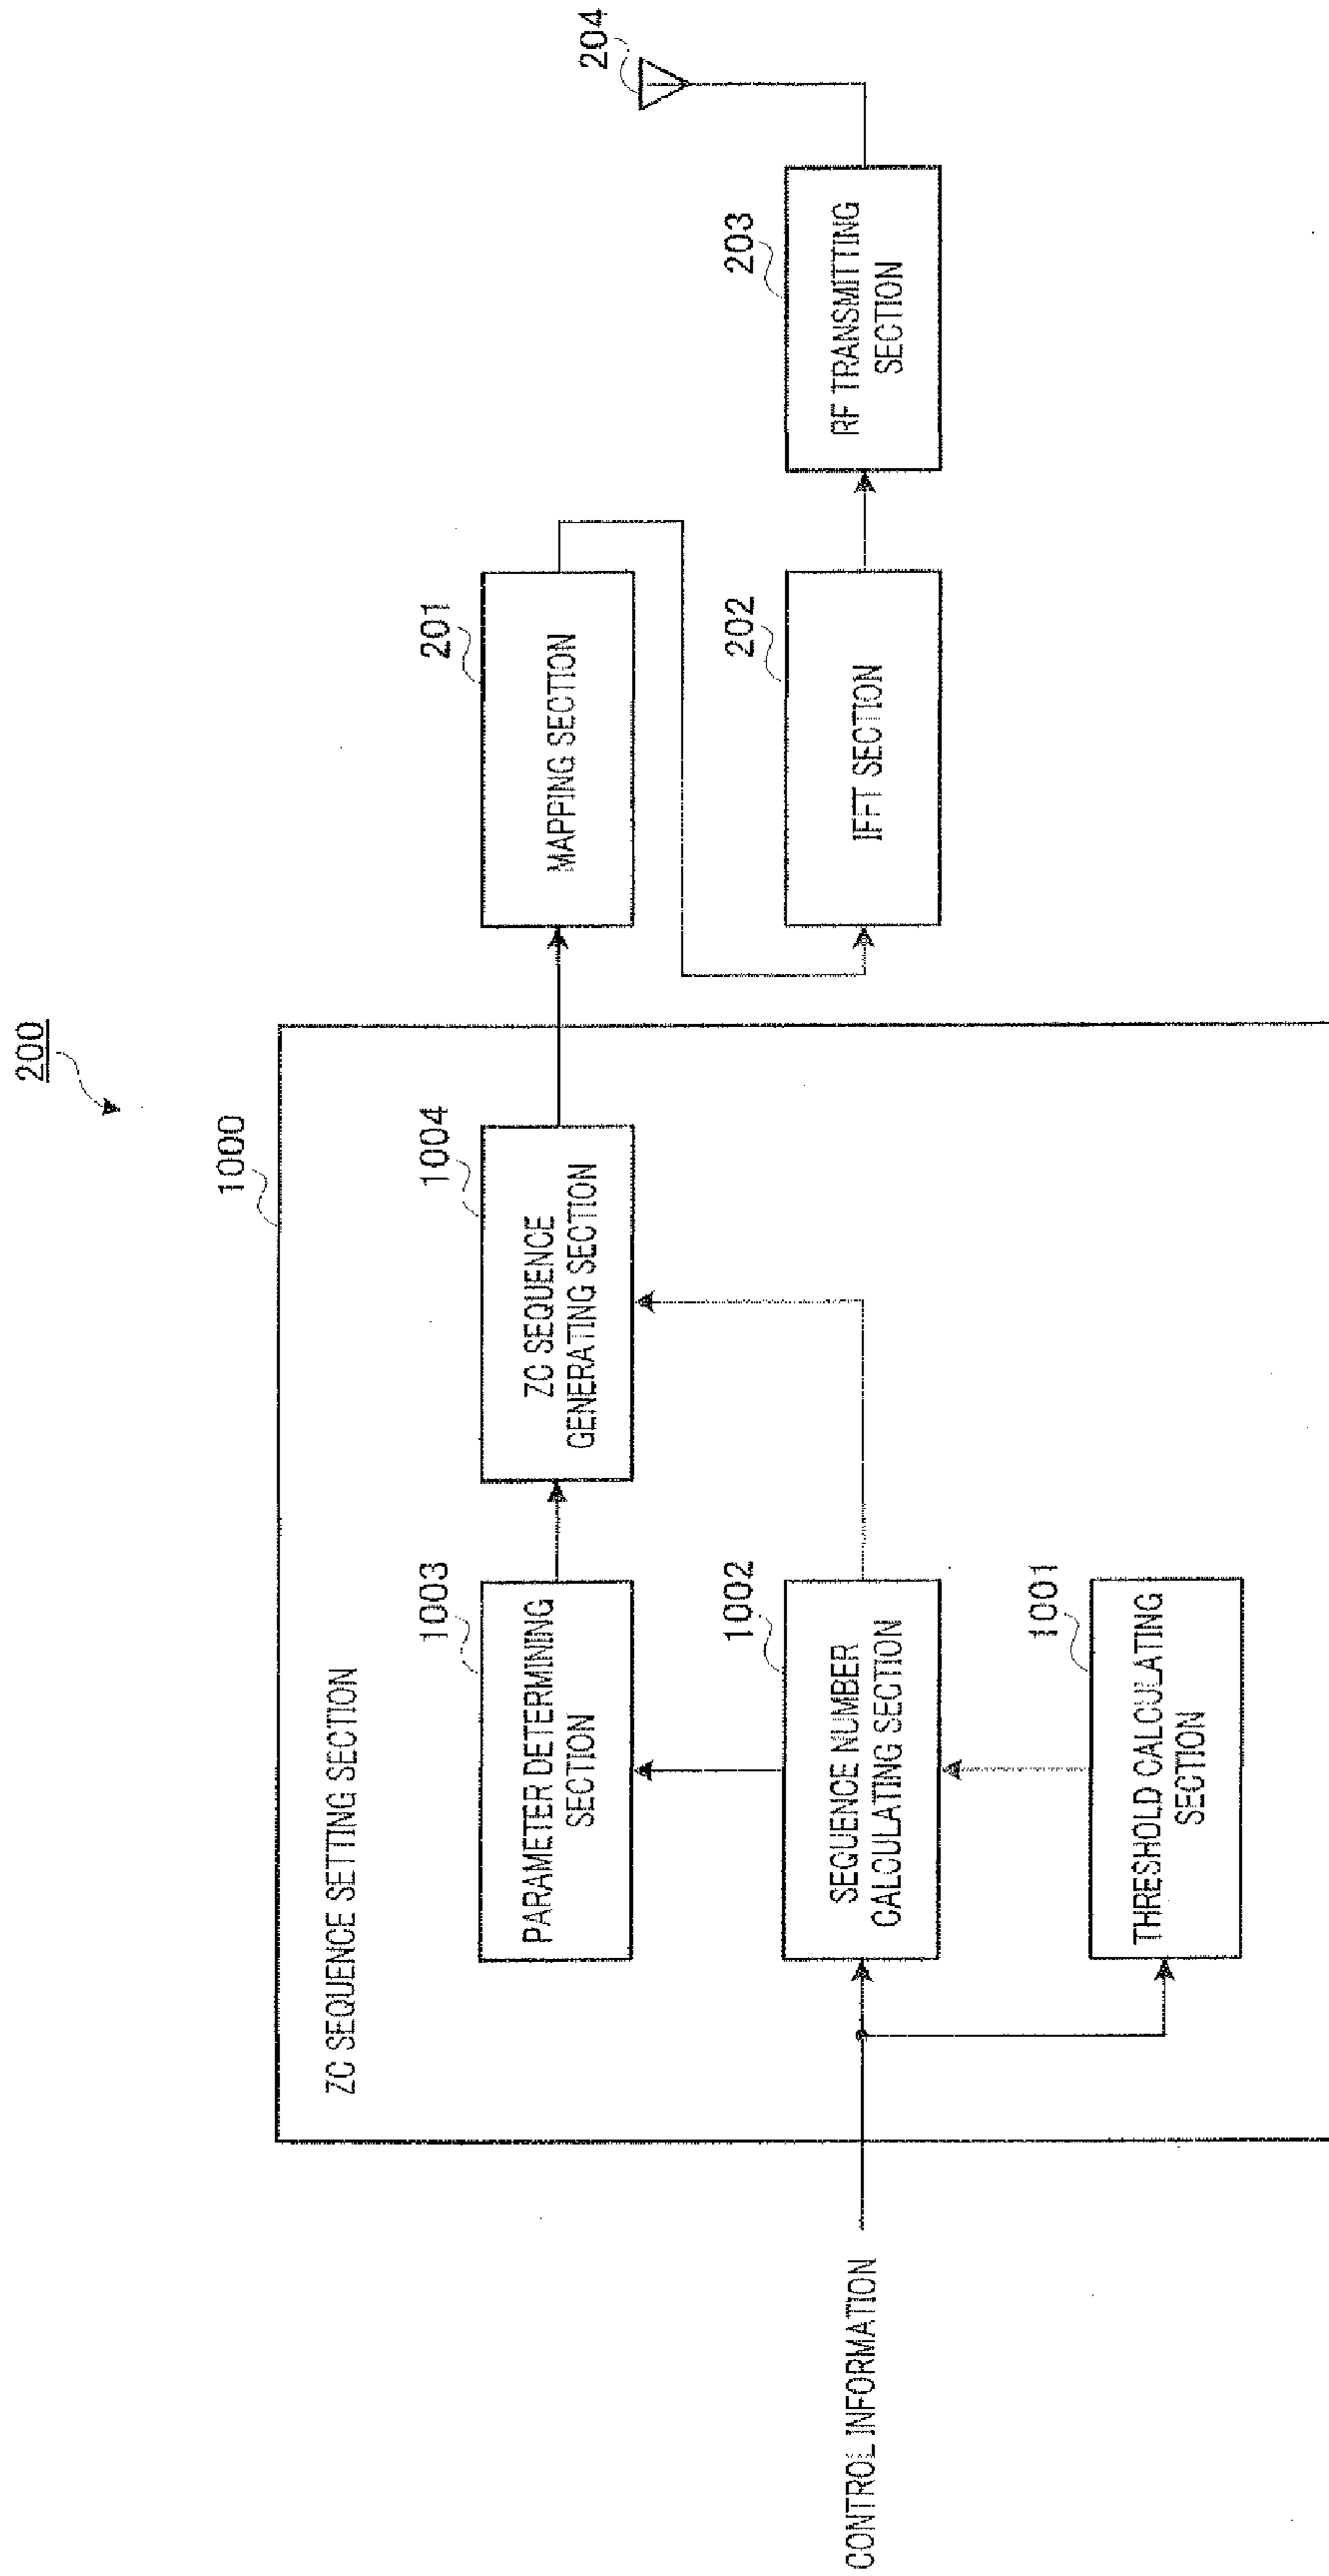 200
1000
ZC SEQUENCE SETTING SECTION
1003
PARAMETER DETERMINING
SECTION
1004
ZC SEQUENCE
GENERATING SECTION
201
MAPPING SECTION
204
CONTROL INFORMATION
1002
SEQUENCE NUMBER
CALCULATING SECTION
202
IFFT SECTION
203
RF TRANSMITTING
SECTION
1001
THRESHOLD CALCULATING
SECTION